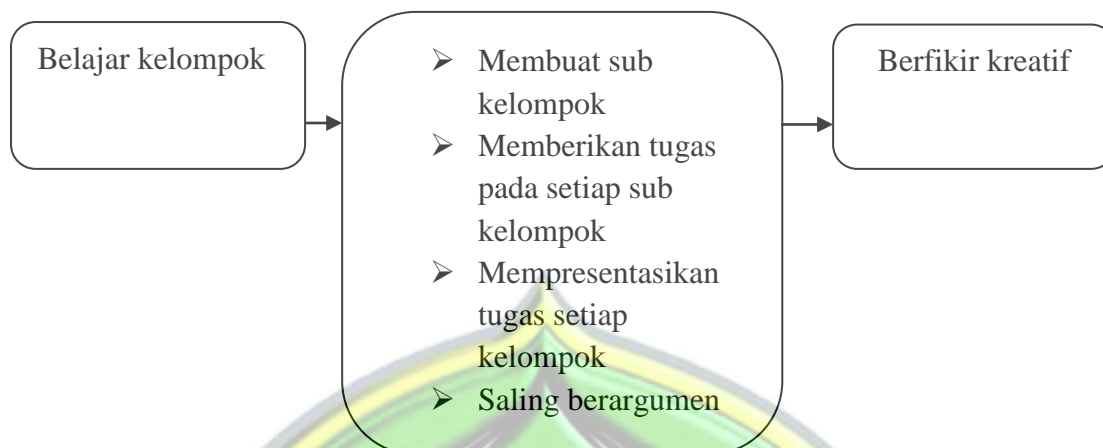 Belajar kelompok
➢ Membuat sub
kelompok
➢ Memberikan tugas
pada setiap sub
kelompok
➢ Mempresentasikan
tugas setiap
kelompok
➢ Saling berargumen
Berfikir kreatif